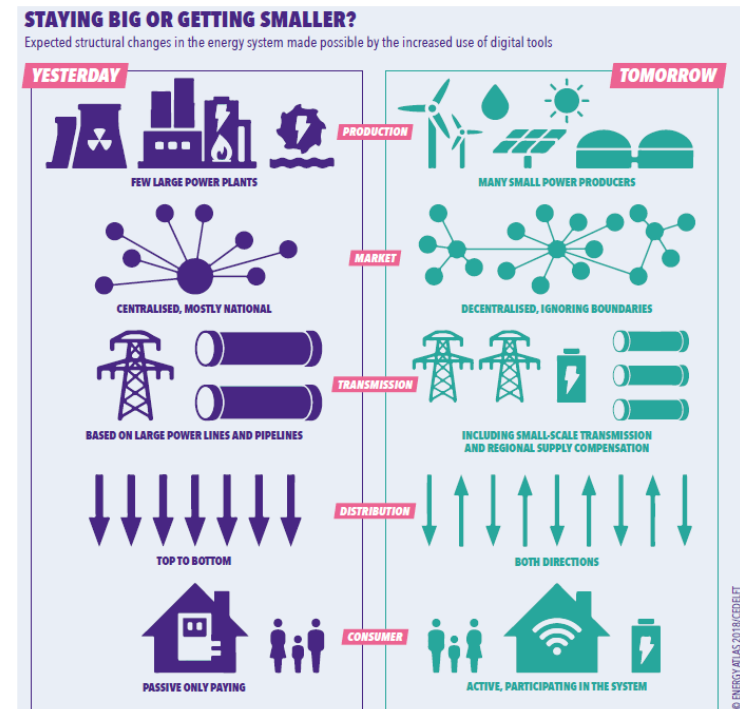 STAYING BIG OR GETTING SMALLER?
Expected structural changes in the energy system made possible by the increased use of digital tools
YESTERDAY
TOMORROW
PRODUCTION
FEW LARGE POWER PLANTS
MANY SMALL POWER PRODUCERS
MARKET
CENTRALISED, MOSTLY NATIONAL
DECENTRALISED, IGNORING BOUNDARIES
TRANSMISSION
BASED ON LARGE POWER LINES AND PIPELINES
INCLUDING SMALL-SCALE TRANSMISSION
AND REGIONAL SUPPLY COMPENSATION
DISTRIBUTION
TOP TO BOTTOM
BOTH DIRECTIONS
CONSUMER
PASSIVE ONLY PAYING
ACTIVE, PARTICIPATING IN THE SYSTEM
© ENERGY ATLAS 2018/CEDELFT